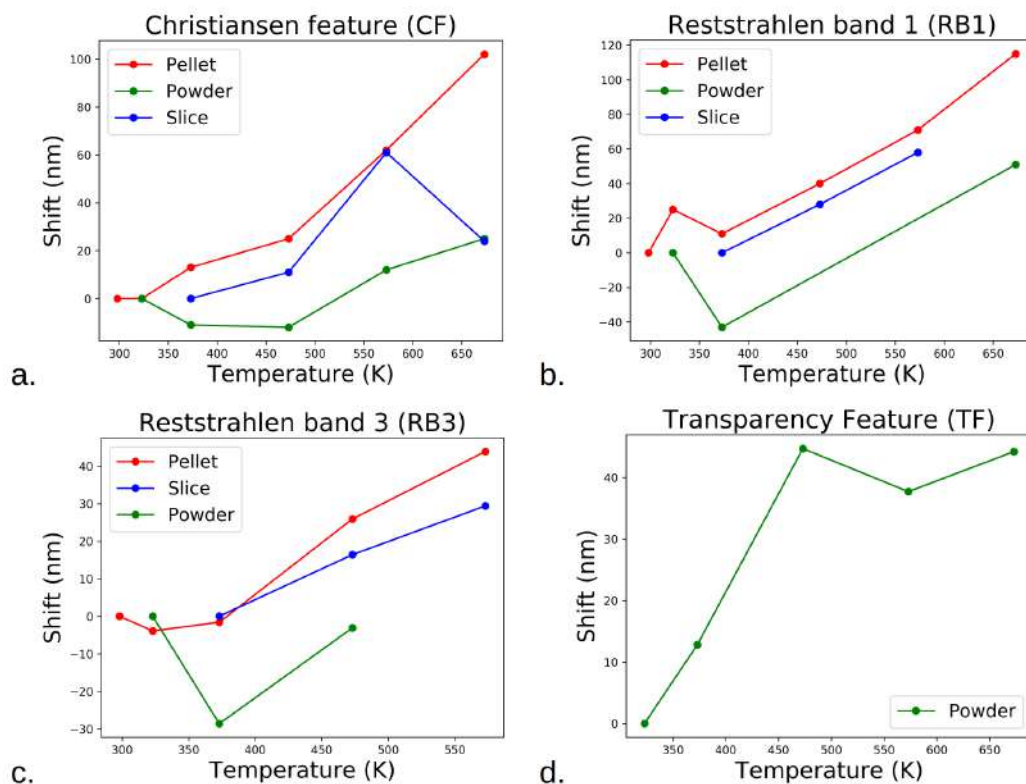 Christiansen feature (CF)
Pellet
Powder
Slice
100
80
60
40
20
0
300 350 400 450 500 550 600 650
Shift (nm)
Temperature (K)
a.
Reststrahlen band 1 (RB1)
Pellet
Powder
Slice
120
100
80
60
40
20
0
−20
−40
300 350 400 450 500 550 600 650
Shift (nm)
Temperature (K)
b.
Reststrahlen band 3 (RB3)
Pellet
Slice
Powder
40
30
20
10
0
−10
−20
−30
300 350 400 450 500 550
Shift (nm)
Temperature (K)
c.
Transparency Feature (TF)
40
30
20
10
0
350 400 450 500 550 600 650
Shift (nm)
Powder
Temperature (K)
d.